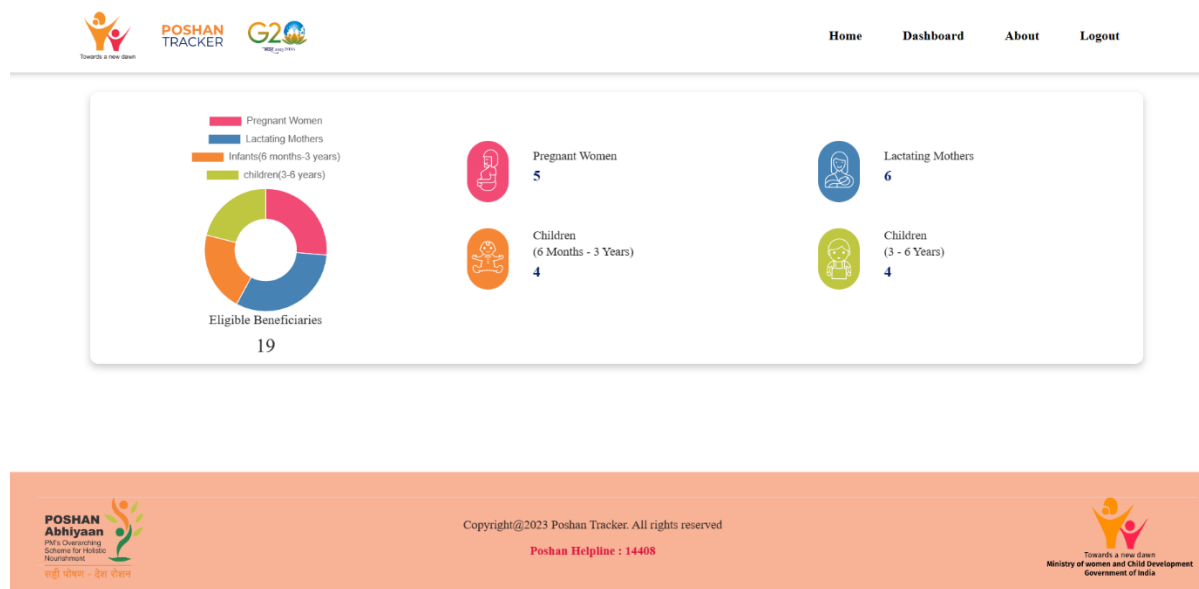 Towards a new dawn
POSHAN
TRACKER
G20
Home
Dashboard
About
Logout
Pregnant Women
Lactating Mothers
Infants(6 months-3 years)
children(3-6 years)
Eligible Beneficiaries
19
Pregnant Women
5
Lactating Mothers
6
Children
(6 Months - 3 Years)
4
Children
(3 - 6 Years)
4
POSHAN
Abhiyaan
PM's Overarching
Scheme for Holistic
Nourishment
सही पोषण - देश रोशन
Copyright@2023 Poshan Tracker. All rights reserved
Poshan Helpline : 14408
Towards a new dawn
Ministry of women and Child Development
Government of India